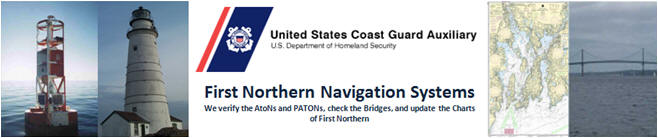 United States Coast Guard Auxiliary
U.S. Department of Homeland Security
First Northern Navigation Systems
We verify the AtoNs and PATONs, check the Bridges, and update the Charts
of First Northern